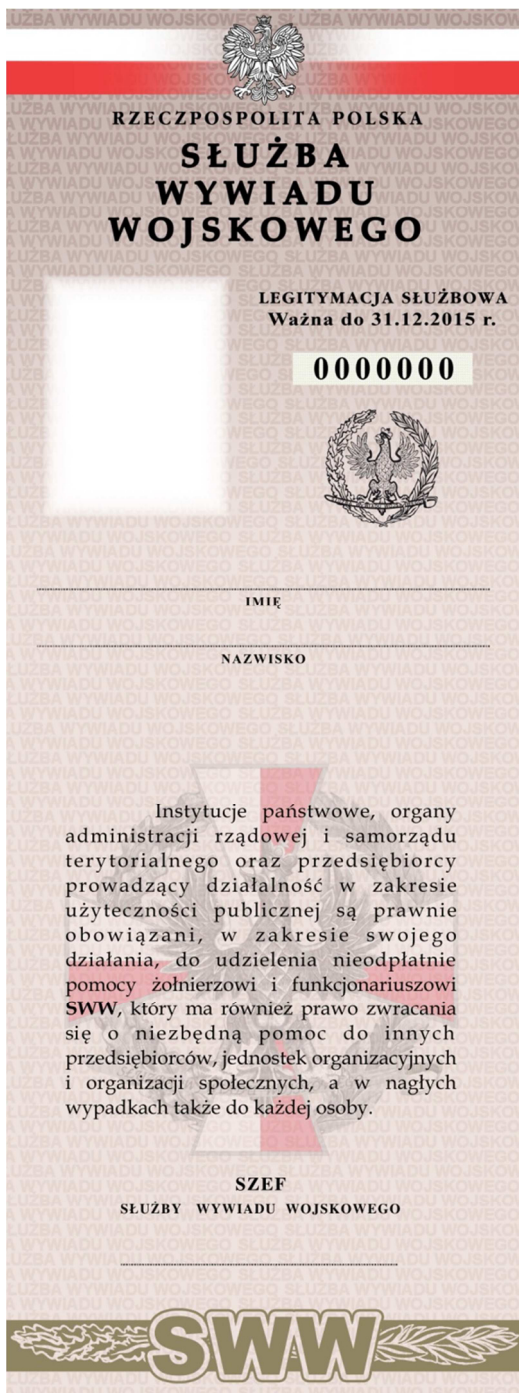 RZECZPOSPOLITA POLSKA
SŁUŻBA
WYWIADU
WOJSKOWEGO
LEGITYMACJA SŁUŻBOWA
Ważna do 31.12.2015 r.
0000000
IMIĘ
NAZWISKO
Instytucje państwowe, organy
administracji rządowej i samorządu
terytorialnego oraz przedsiębiorcy
prowadzący działalność w zakresie
użyteczności publicznej są prawnie
obowiązani, w zakresie swojego
działania, do udzielenia nieodpłatnie
pomocy żołnierzowi i funkcjonariuszowi
SWW, który ma również prawo zwracania
się o niezbędną pomoc do innych
przedsiębiorców, jednostek organizacyjnych
i organizacji społecznych, a w nagłych
wypadkach także do każdej osoby.
SZEF
SŁUŻBY WYWIADU WOJSKOWEGO
SWW